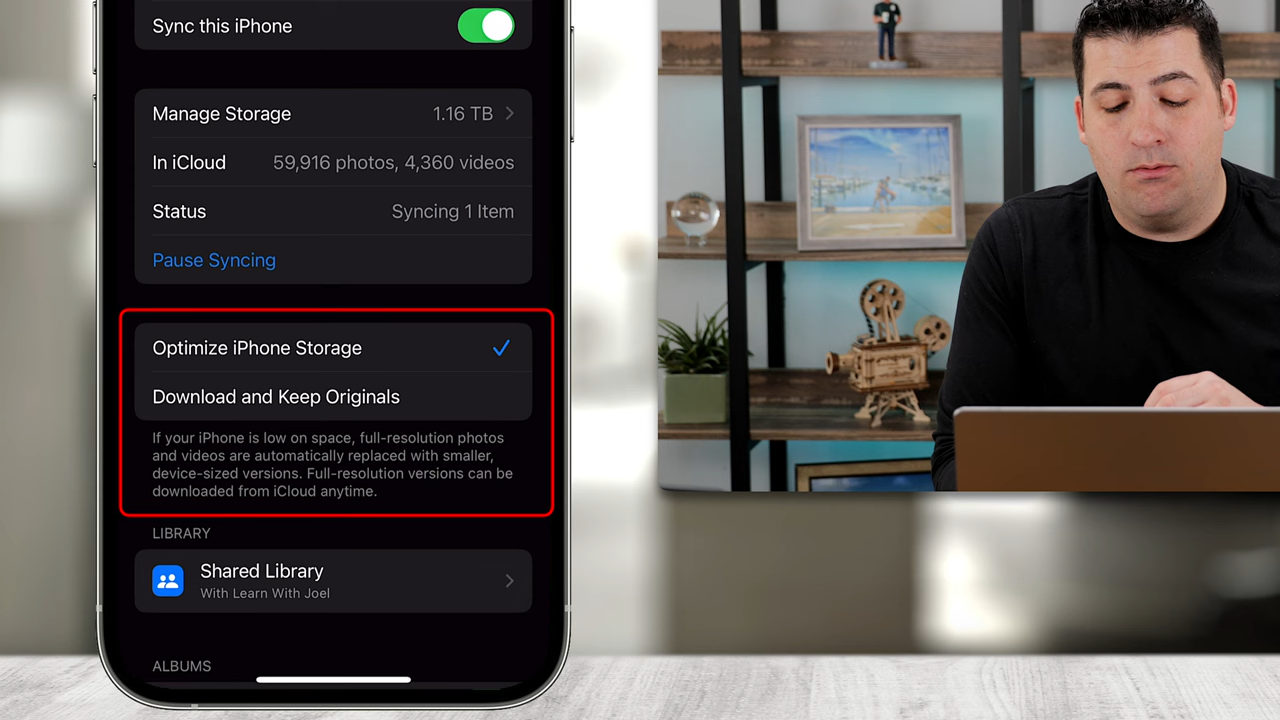 Sync this iPhone
Manage Storage 1.16 TB
In iCloud 59,916 photos, 4,360 videos
Status Syncing 1 Item
Pause Syncing
Optimize iPhone Storage
Download and Keep Originals
If your iPhone is low on space, full-resolution photos
and videos are automatically replaced with smaller,
device-sized versions. Full-resolution versions can be
downloaded from iCloud anytime.
LIBRARY
Shared Library
With Learn With Joel
ALBUMS